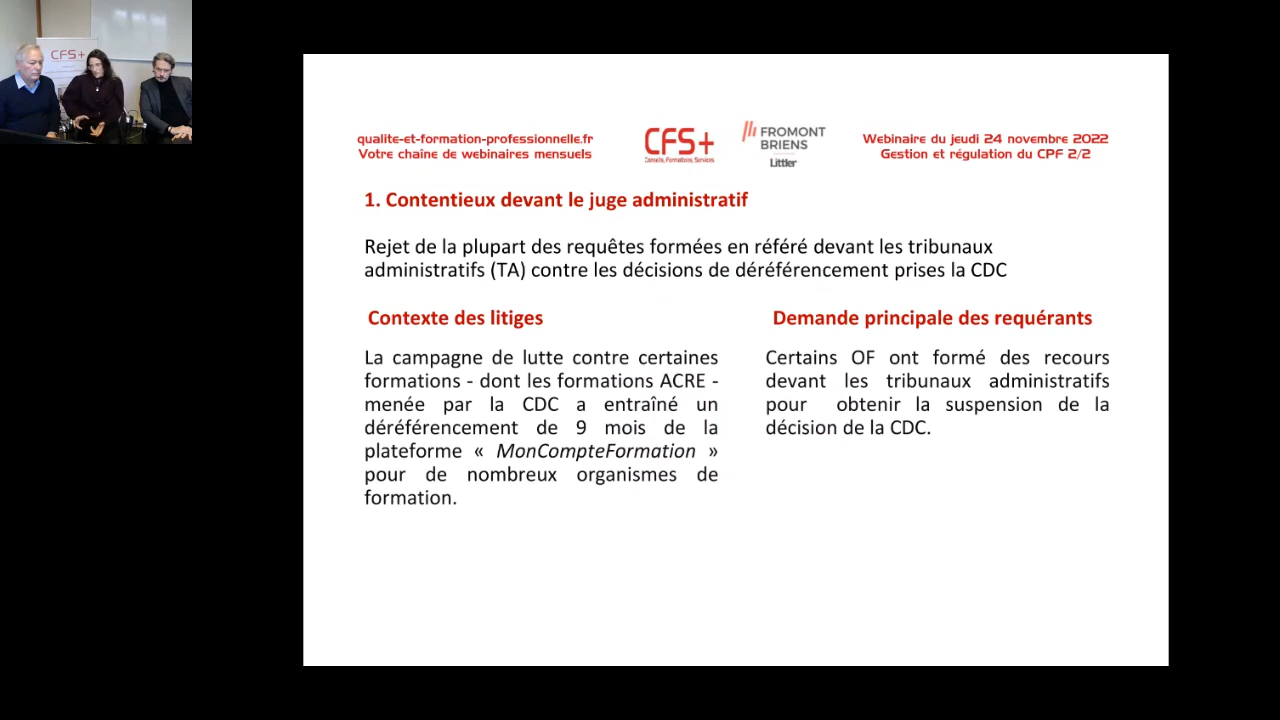 CFS+
qualite-et-formation-professionnelle.fr
Votre chaîne de webinaires mensuels
CFS+
Conseils, Formations, Services
FROMONT
BRIENS
Littler
Webinaire du jeudi 24 novembre 2022
Gestion et régulation du CPF 2/2
1. Contentieux devant le juge administratif
Rejet de la plupart des requêtes formées en référé devant les tribunaux
administratifs (TA) contre les décisions de déréférencement prises la CDC
Contexte des litiges
La campagne de lutte contre certaines
formations - dont les formations ACRE -
menée par la CDC a entraîné un
déréférencement de 9 mois de la
plateforme « MonCompteFormation »
pour de nombreux organismes de
formation.
Demande principale des requérants
Certains OF ont formé des recours
devant les tribunaux administratifs
pour obtenir la suspension de la
décision de la CDC.